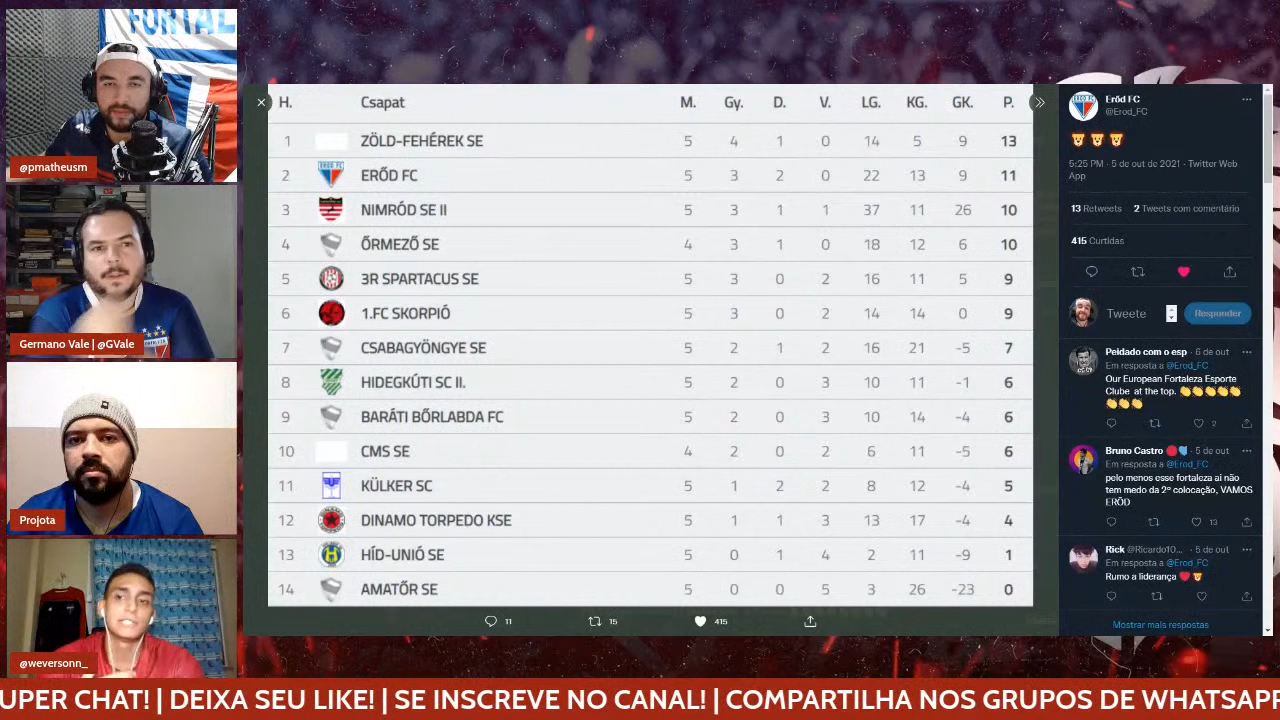 FORTAL
@pmatheusm
Germano Vale | @GVale
Projota
@weversonn_
H. Csapat M. Gy. D. V. LG. KG. GK. P.
1 ZÖLD-FEHÉREK SE 5 4 1 0 14 5 9 13
2 ERŐD FC 5 3 2 0 22 13 9 11
3 NIMRÓD SE II 5 3 1 1 37 11 26 10
4 ŐRMEZŐ SE 4 3 1 0 18 12 6 10
5 3R SPARTACUS SE 5 3 0 2 16 11 5 9
6 1.FC SKORPIÓ 5 3 0 2 14 14 0 9
7 CSABAGYÖNGYE SE 5 2 1 2 16 21 -5 7
8 HIDEGKÚTI SC II. 5 2 0 3 10 11 -1 6
9 BARÁTI BŐRLABDA FC 5 2 0 3 10 14 -4 6
10 CMS SE 4 2 0 2 6 11 -5 6
11 KÜLKER SC 5 1 2 2 8 12 -4 5
12 DINAMO TORPEDO KSE 5 1 1 3 13 17 -4 4
13 HÍD-UNIÓ SE 5 0 1 4 2 11 -9 1
14 AMATŐR SE 5 0 0 5 3 26 -23 0
11 15 415
Erőd FC
@Erod_FC
🦁 🦁 🦁
5:25 PM · 5 de out de 2021 · Twitter Web
App
13 Retweets 2 Tweets com comentário
415 Curtidas
Tweete Responder
Peidado com o esp · 6 de out
Em resposta a @Erod_FC
Our European Fortaleza Esporte
Clube at the top. 👏👏👏👏👏
👏👏👏
2
Bruno Castro 🔴🗣 · 5 de out
Em resposta a @Erod_FC
pelo menos esse fortaleza ai não
tem medo da 2º colocação, VAMOS
ERŐD
13
Rick @Ricardo10... · 5 de out
Em resposta a @Erod_FC
Rumo a liderança ❤️🦁
Mostrar mais respostas
UPER CHAT! | DEIXA SEU LIKE! | SE INSCREVE NO CANAL! | COMPARTILHA NOS GRUPOS DE WHATSAPP